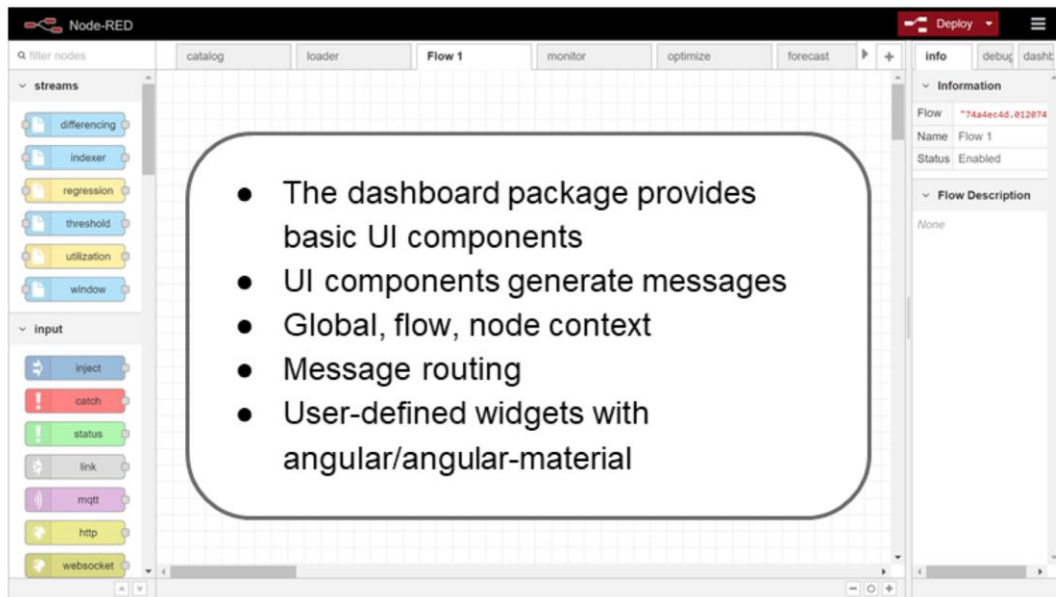 Node-RED
Deploy
filter nodes
catalog
loader
Flow 1
monitor
optimize
forecast
info
debug
dashb
streams
differencing
indexer
regression
threshold
utilization
window
input
inject
catch
status
link
mqtt
http
websocket
● The dashboard package provides
basic UI components
● UI components generate messages
● Global, flow, node context
● Message routing
● User-defined widgets with
angular/angular-material
Information
Flow "74a4ec4d.012074
Name Flow 1
Status Enabled
Flow Description
None